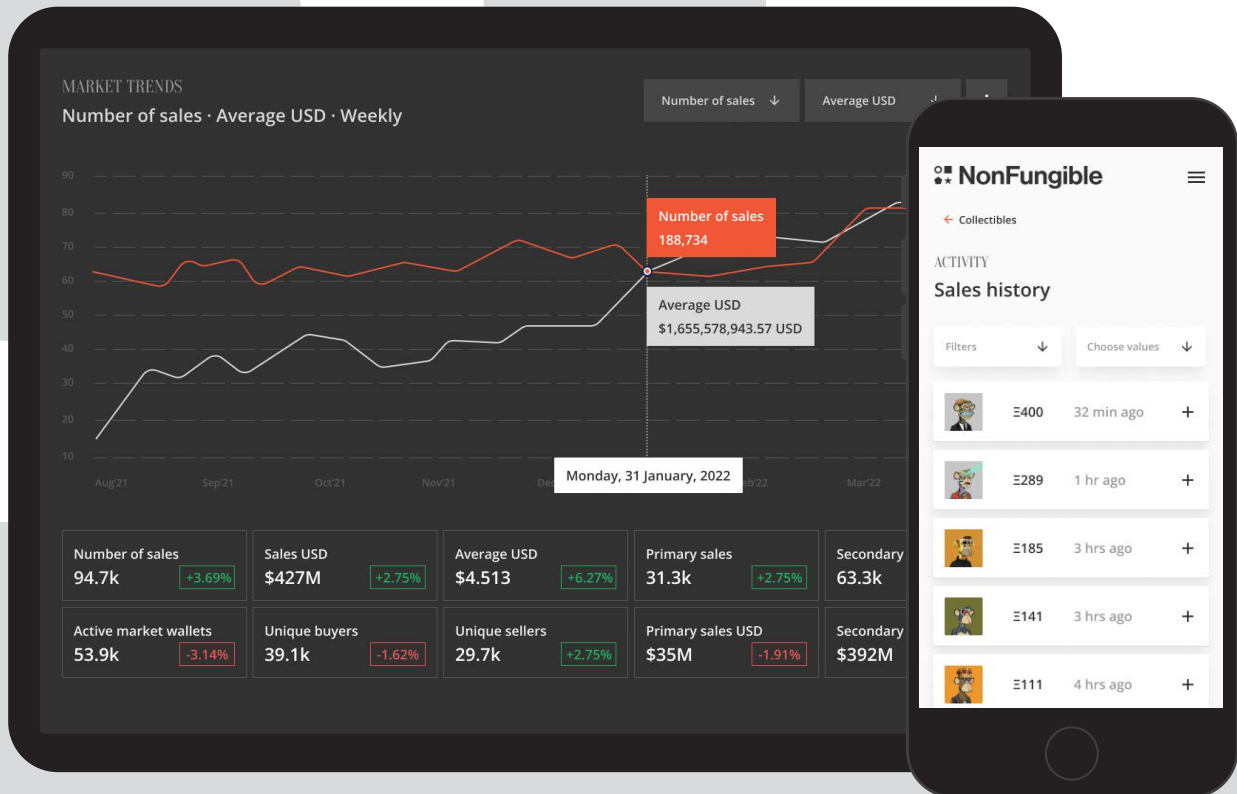 MARKET TRENDS
Number of sales · Average USD · Weekly
Number of sales ↓
Average USD
90
80
70
60
50
40
30
20
10
Number of sales
188,734
Average USD
$1,655,578,943.57 USD
Monday, 31 January, 2022
Aug'21
Sep'21
Oct'21
Nov'21
Mar'22
Number of sales
94.7k
+3.69%
Sales USD
$427M
+2.75%
Average USD
$4.513
+6.27%
Primary sales
31.3k
+2.75%
Secondary
63.3k
Active market wallets
53.9k
-3.14%
Unique buyers
39.1k
-1.62%
Unique sellers
29.7k
+2.75%
Primary sales USD
$35M
-1.91%
Secondary
$392M
NonFungible
← Collectibles
ACTIVITY
Sales history
Filters ↓
Choose values ↓
Ξ400 32 min ago +
Ξ289 1 hr ago +
Ξ185 3 hrs ago +
Ξ141 3 hrs ago +
Ξ111 4 hrs ago +